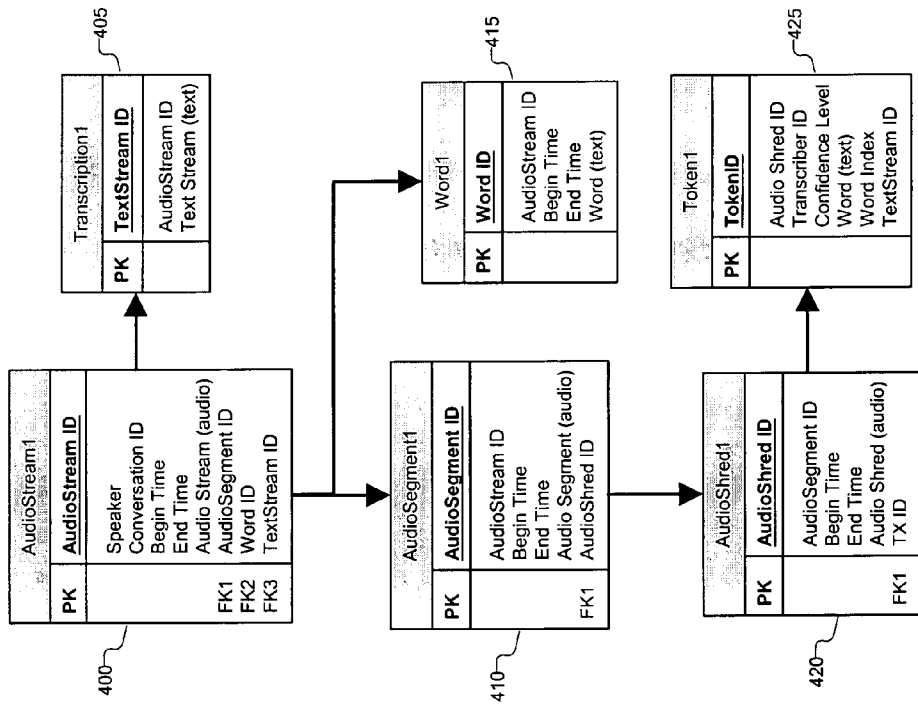 AudioStream1
PK AudioStream ID
Speaker
Conversation ID
Begin Time
End Time
Audio Stream (audio)
FK1 AudioSegment ID
FK2 Word ID
FK3 TextStream ID
400
Transcription1
PK TextStream ID
AudioStream ID
Text Stream (text)
405
AudioSegment1
PK AudioSegment ID
AudioStream ID
Begin Time
End Time
Audio Segment (audio)
FK1 AudioShred ID
410
Word1
PK Word ID
AudioStream ID
Begin Time
End Time
Word (text)
415
AudioShred1
PK AudioShred ID
AudioSegment ID
Begin Time
End Time
Audio Shred (audio)
FK1 TX ID
420
Token1
PK TokenID
Audio Shred ID
Transcriber ID
Confidence Level
Word (text)
Word Index
TextStream ID
425